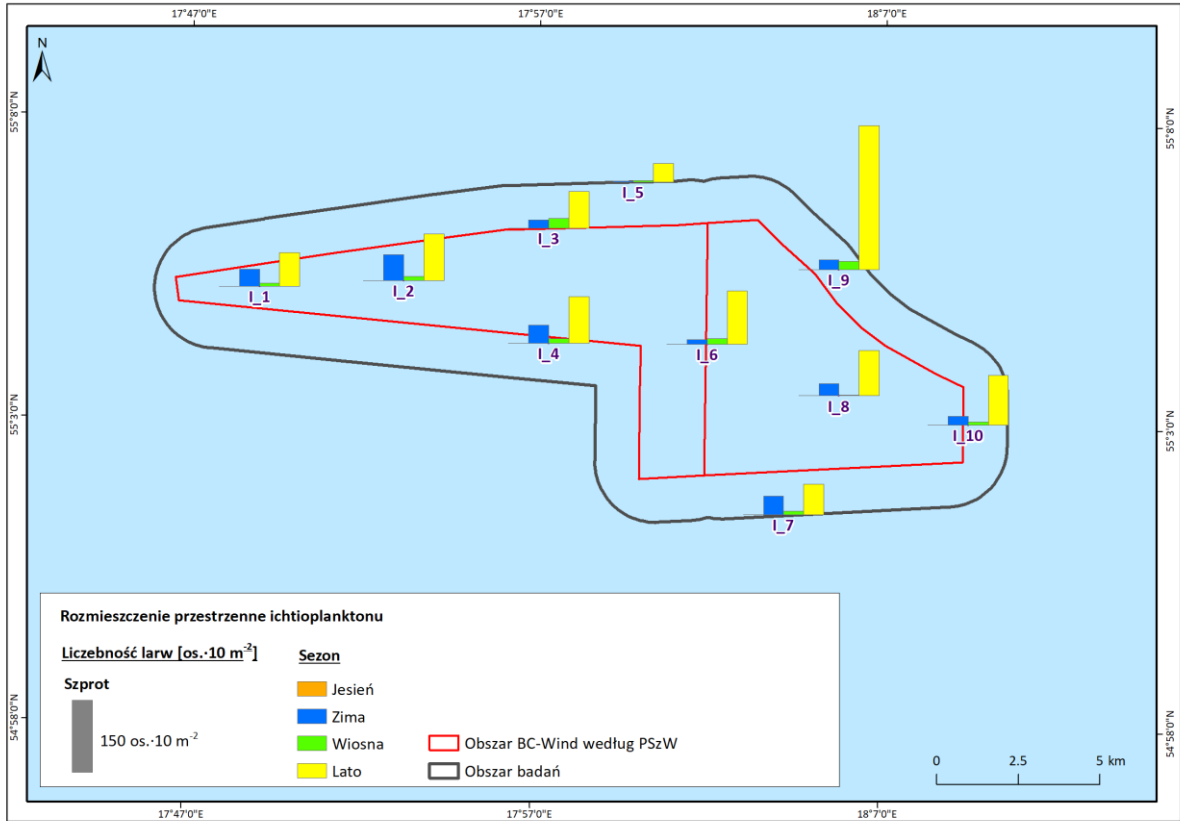 17°47'0"E 17°57'0"E 18°7'0"E
N
55°8'0"N 55°8'0"N
I_5
I_3
I_9
I_1 I_2
I_4 I_6
I_8
55°3'0"N 55°3'0"N
I_10
I_7
Rozmieszczenie przestrzenne ichtioplanktonu
Liczebność larw [os.·10 m⁻²] Sezon
Szprot
Jesień
Zima
150 os.·10 m⁻²
Wiosna Obszar BC-Wind według PSzW
Lato Obszar badań
0 2.5 5 km
54°58'0"N 54°58'0"N
17°47'0"E 17°57'0"E 18°7'0"E